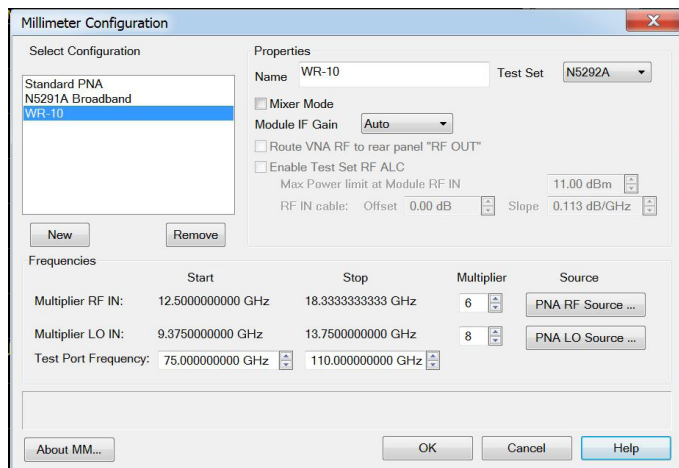 Millimeter Configuration
Select Configuration
Standard PNA
N5291A Broadband
WR-10
New
Remove
Properties
Name WR-10 Test Set N5292A
Mixer Mode
Module IF Gain Auto
Route VNA RF to rear panel "RF OUT"
Enable Test Set RF ALC
Max Power limit at Module RF IN 11.00 dBm
RF IN cable: Offset 0.00 dB Slope 0.113 dB/GHz
Frequencies
Start Stop Multiplier Source
Multiplier RF IN: 12.5000000000 GHz 18.3333333333 GHz 6 PNA RF Source ...
Multiplier LO IN: 9.3750000000 GHz 13.7500000000 GHz 8 PNA LO Source ...
Test Port Frequency: 75.000000000 GHz 110.000000000 GHz
About MM... OK Cancel Help